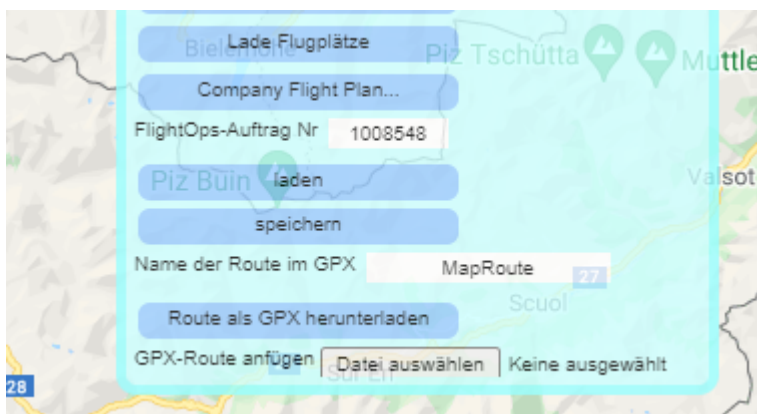 Lade Flugplätze
Bielerhöhe
Piz Tschütta
Muttle
Company Flight Plan...
FlightOps-Auftrag Nr 1008548
Piz Buin
laden
Valsot
speichern
Name der Route im GPX MapRoute
27
Scuol
Route als GPX herunterladen
GPX-Route anfügen Datei auswählen Keine ausgewählt
28